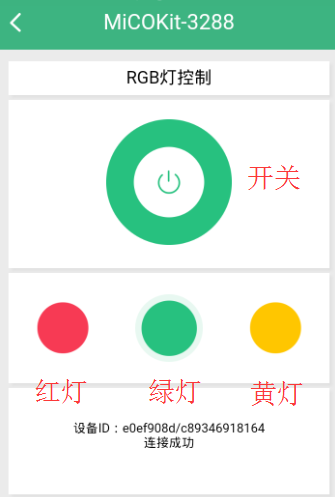 MiCOKit-3288
RGB灯控制
开关
红灯 绿灯 黄灯
设备ID：e0ef908d/c89346918164
连接成功